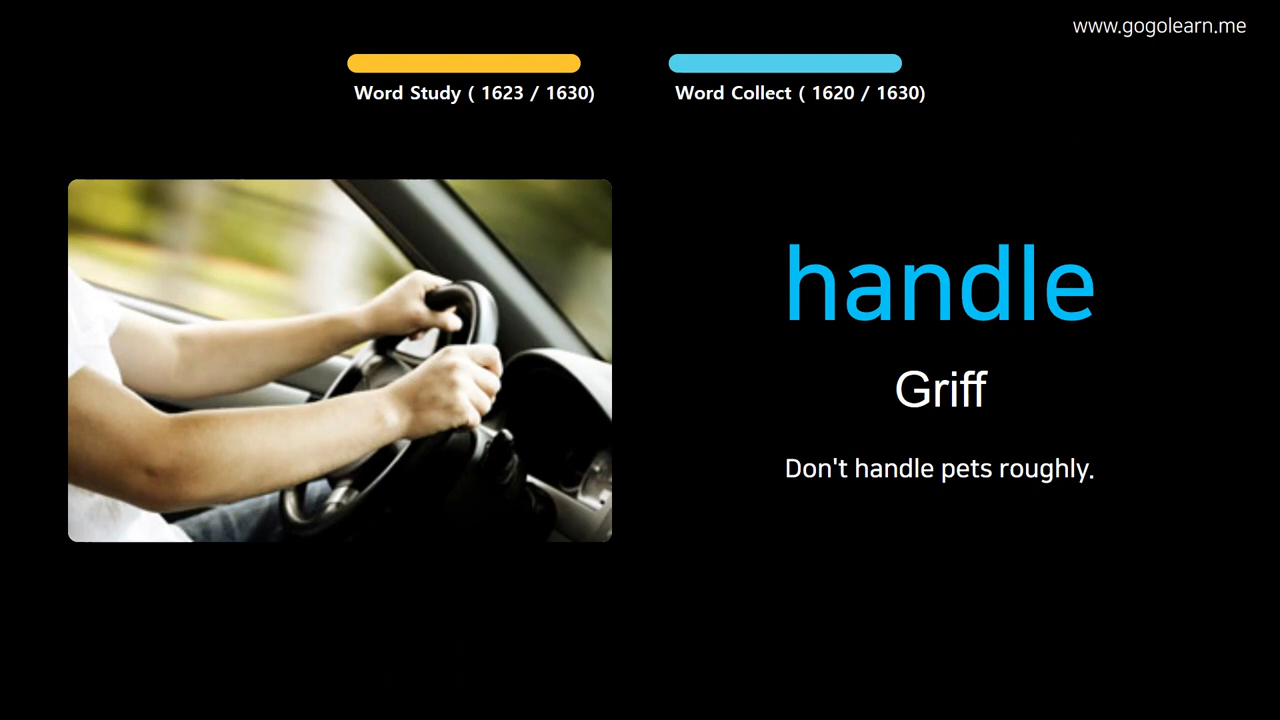 www.gogolearn.me
Word Study ( 1623 / 1630)
Word Collect ( 1620 / 1630)
handle
Griff
Don't handle pets roughly.